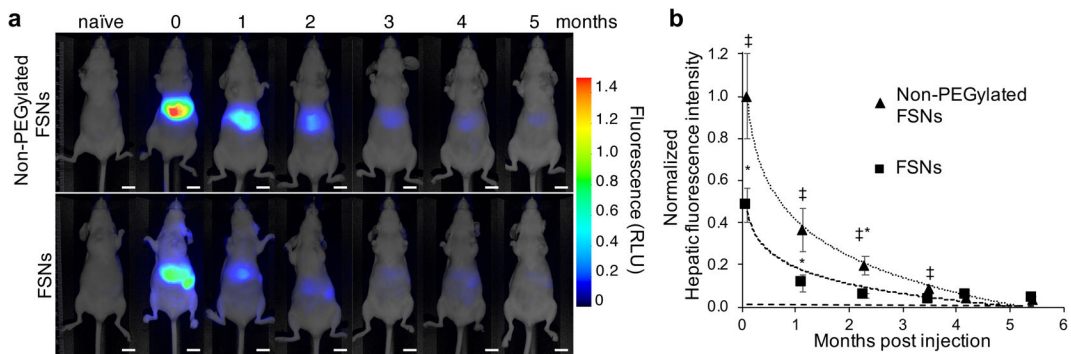 a
naïve 0 1 2 3 4 5 months
Non-PEGylated
FSNs
FSNs
1.4
1.2
1.0
0.8
0.6
0.4
0.2
0
Fluorescence (RLU)
b
Normalized
Hepatic fluorescence intensity
1.2
1.0
0.8
0.6
0.4
0.2
0.0
‡
*
‡
*
‡*
‡
Non-PEGylated
FSNs
FSNs
0 1 2 3 4 5 6
Months post injection